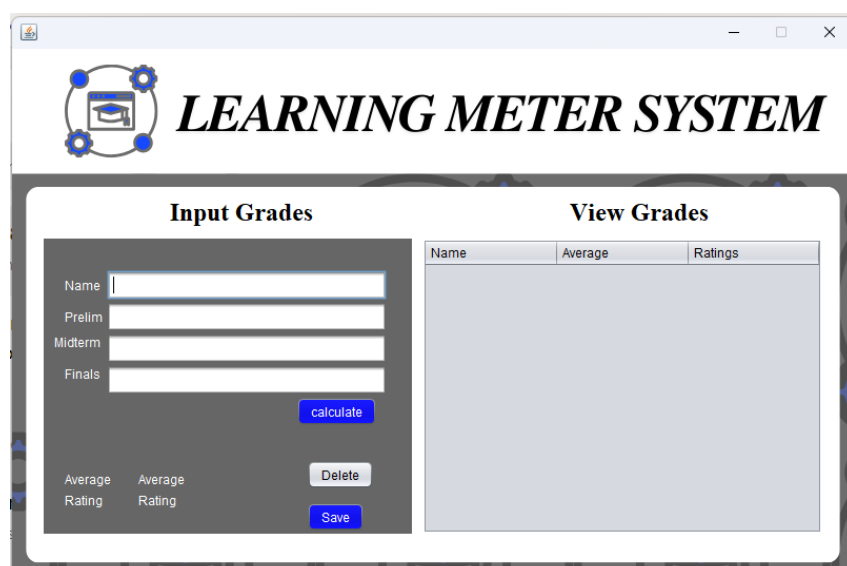 LEARNING METER SYSTEM
Input Grades
View Grades
Name
Prelim
Midterm
Finals
calculate
Average Average
Rating Rating
Delete
Save
Name Average Ratings